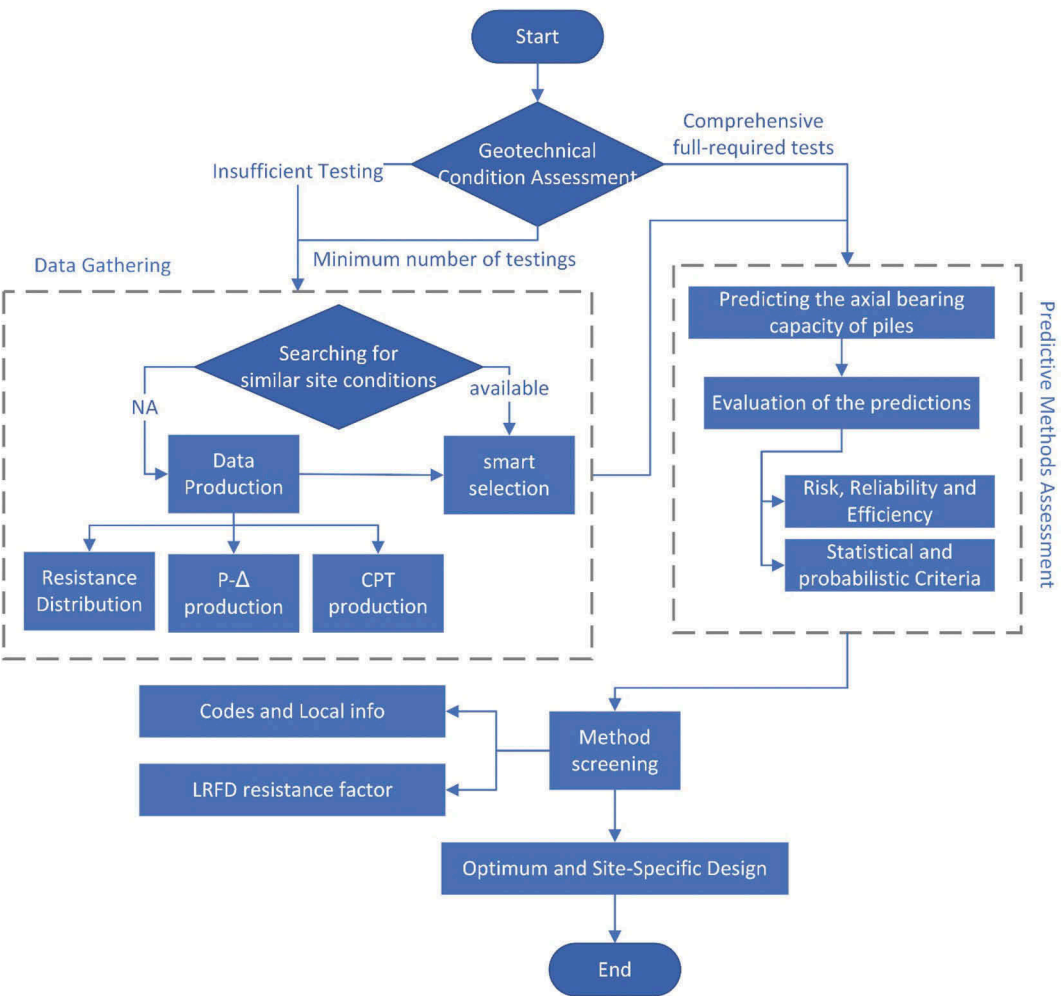 Start
Geotechnical
Condition Assessment
Comprehensive
full-required tests
Insufficient Testing
Minimum number of testings
Data Gathering
Searching for
similar site conditions
NA
available
Data
Production
smart
selection
Resistance
Distribution
P-Δ
production
CPT
production
Predicting the axial bearing
capacity of piles
Evaluation of the predictions
Risk, Reliability and
Efficiency
Statistical and
probabilistic Criteria
Predictive Methods Assessment
Codes and Local info
LRFD resistance factor
Method
screening
Optimum and Site-Specific Design
End